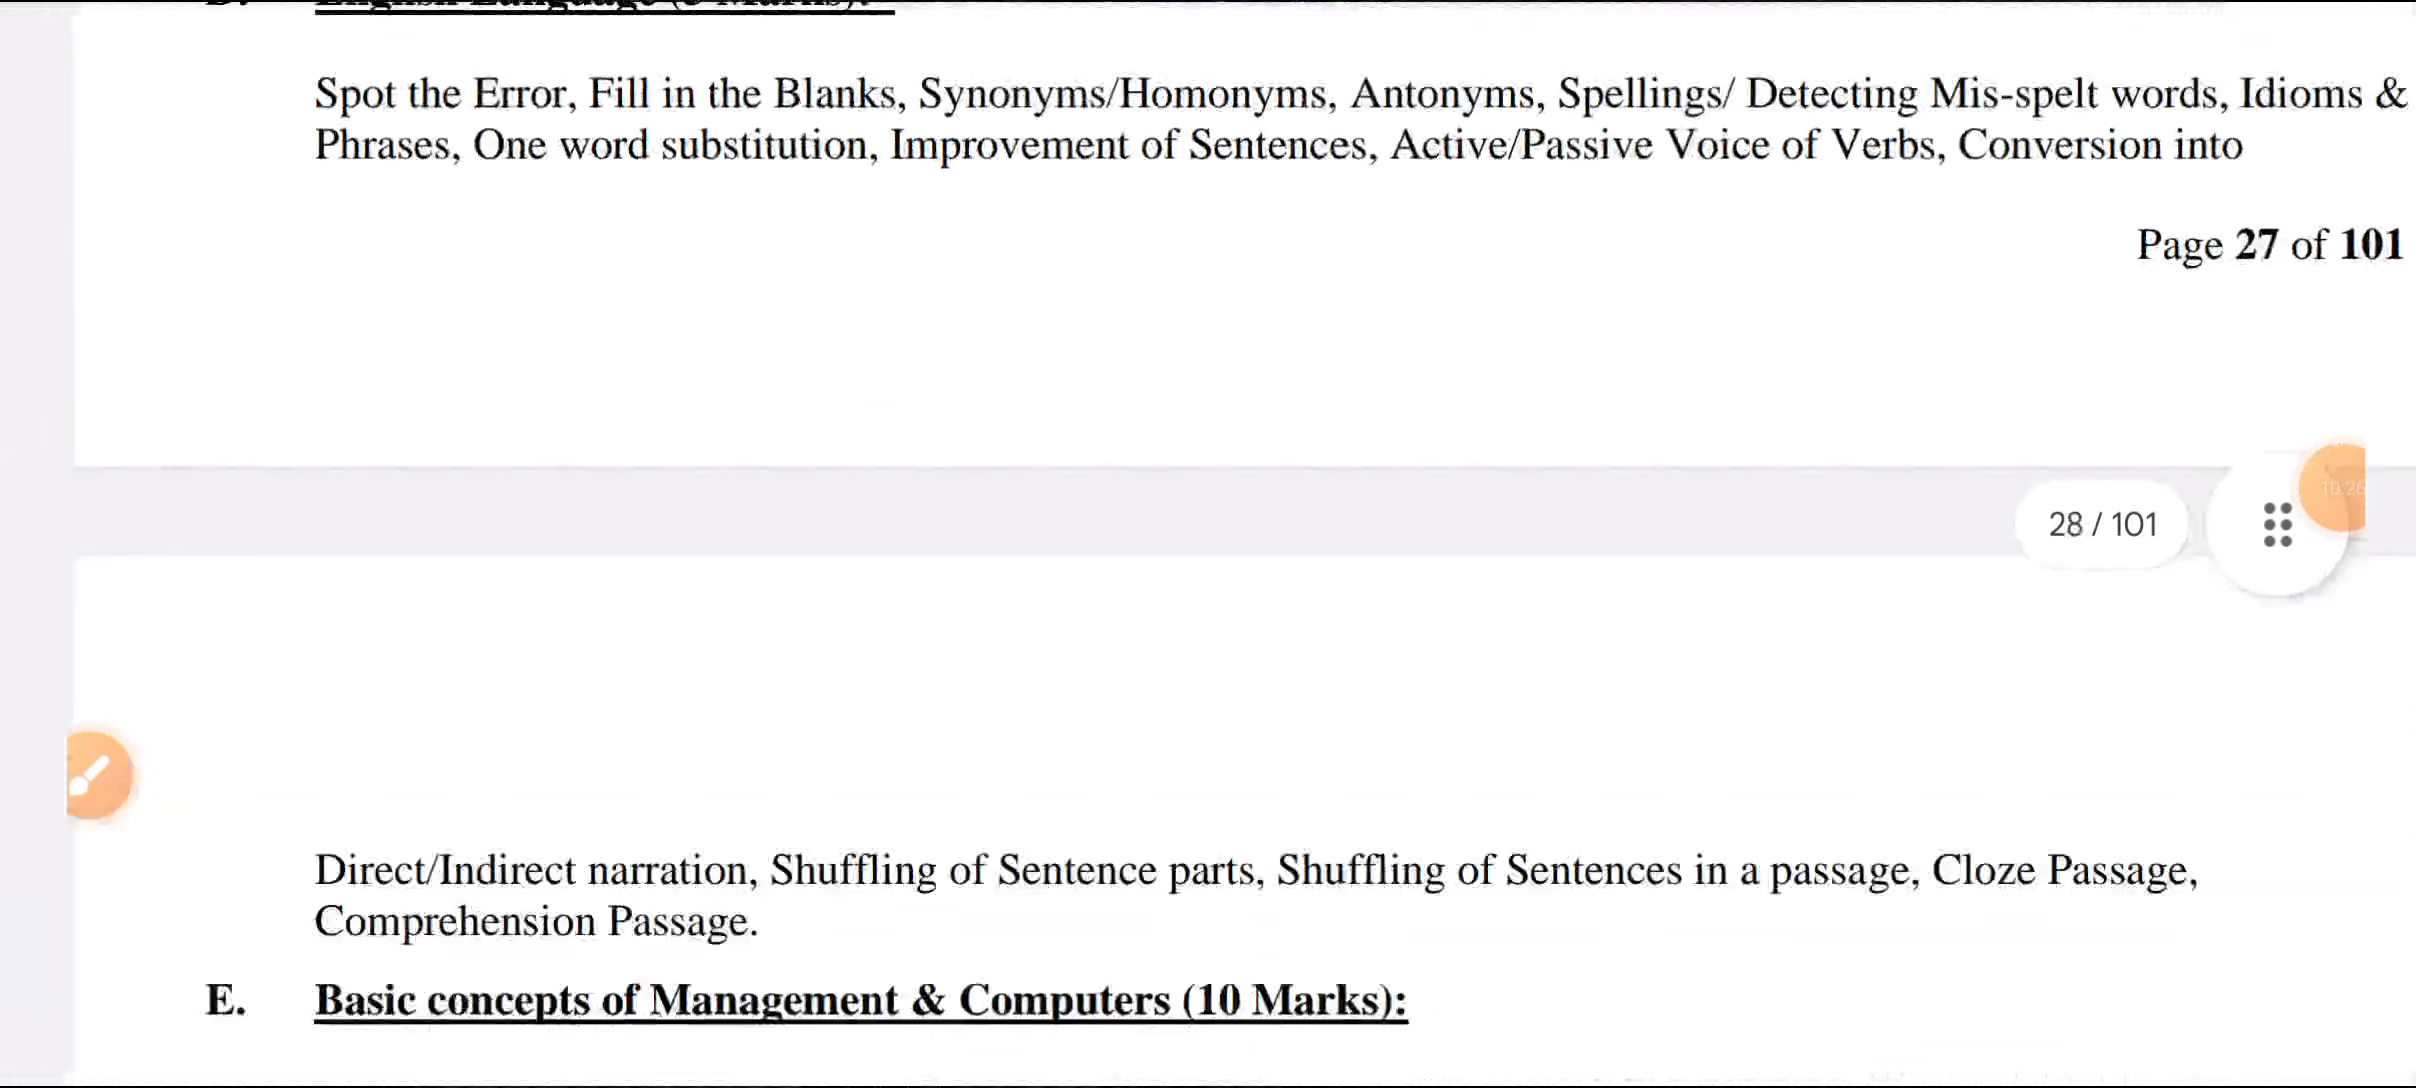 Spot the Error, Fill in the Blanks, Synonyms/Homonyms, Antonyms, Spellings/ Detecting Mis-spelt words, Idioms &
Phrases, One word substitution, Improvement of Sentences, Active/Passive Voice of Verbs, Conversion into
Page 27 of 101
28 / 101
10:26
Direct/Indirect narration, Shuffling of Sentence parts, Shuffling of Sentences in a passage, Cloze Passage,
Comprehension Passage.
E. Basic concepts of Management & Computers (10 Marks):